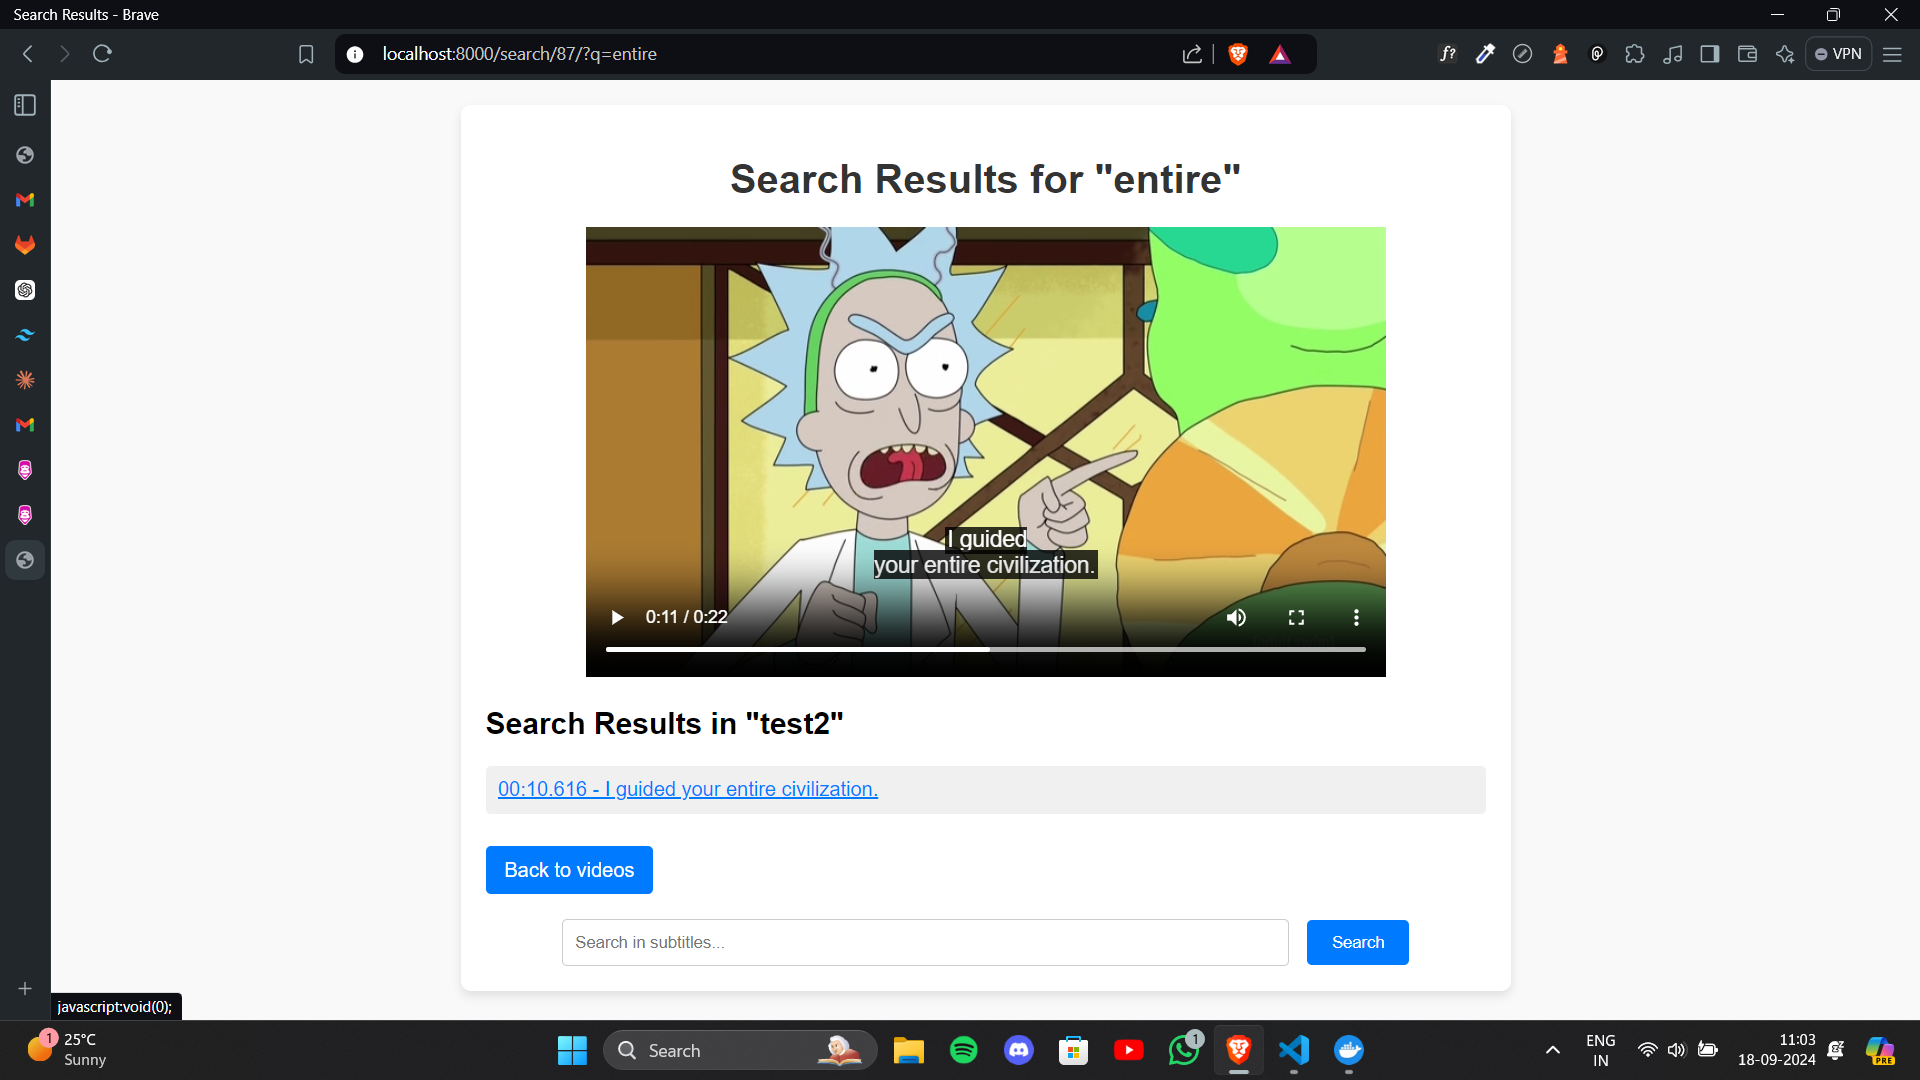 Search Results - Brave
localhost:8000/search/87/?q=entire
f?
VPN
Search Results for "entire"
I guided
your entire civilization.
0:11 / 0:22
Search Results in "test2"
00:10.616 - I guided your entire civilization.
Back to videos
Search in subtitles...
Search
javascript:void(0);
1
25°C
Sunny
Search
1
ENG
IN
11:03
18-09-2024
PRE